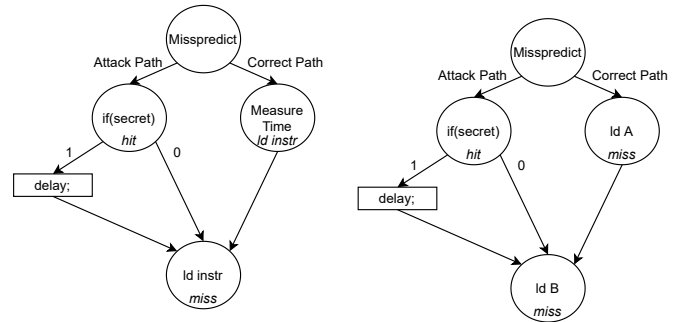 Misspredict
Attack Path
Correct Path
if(secret)
hit
Measure
Time
ld instr
1
0
delay;
ld instr
miss
Misspredict
Attack Path
Correct Path
if(secret)
hit
ld A
miss
1
0
delay;
ld B
miss